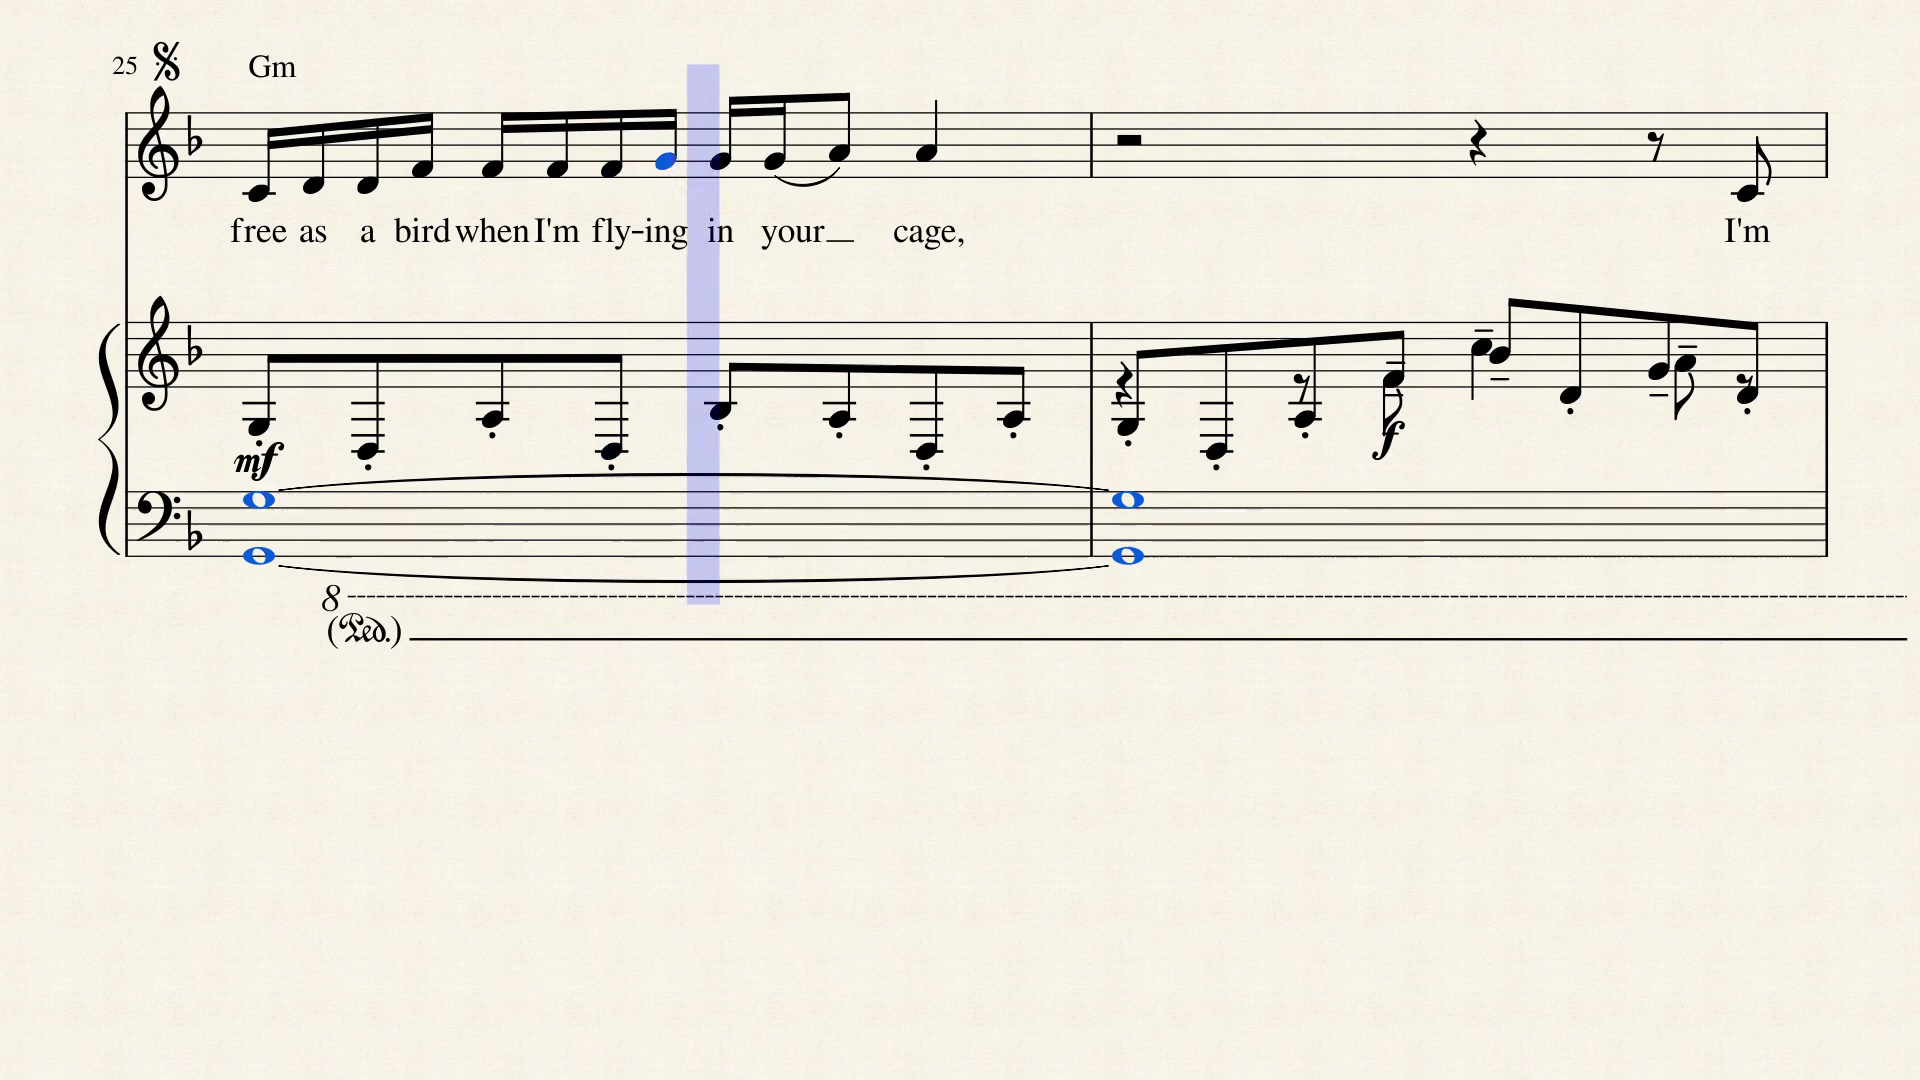 25 Gm
free as a bird when I'm fly-ing in your cage, I'm
mf
f
8
(Ped.)